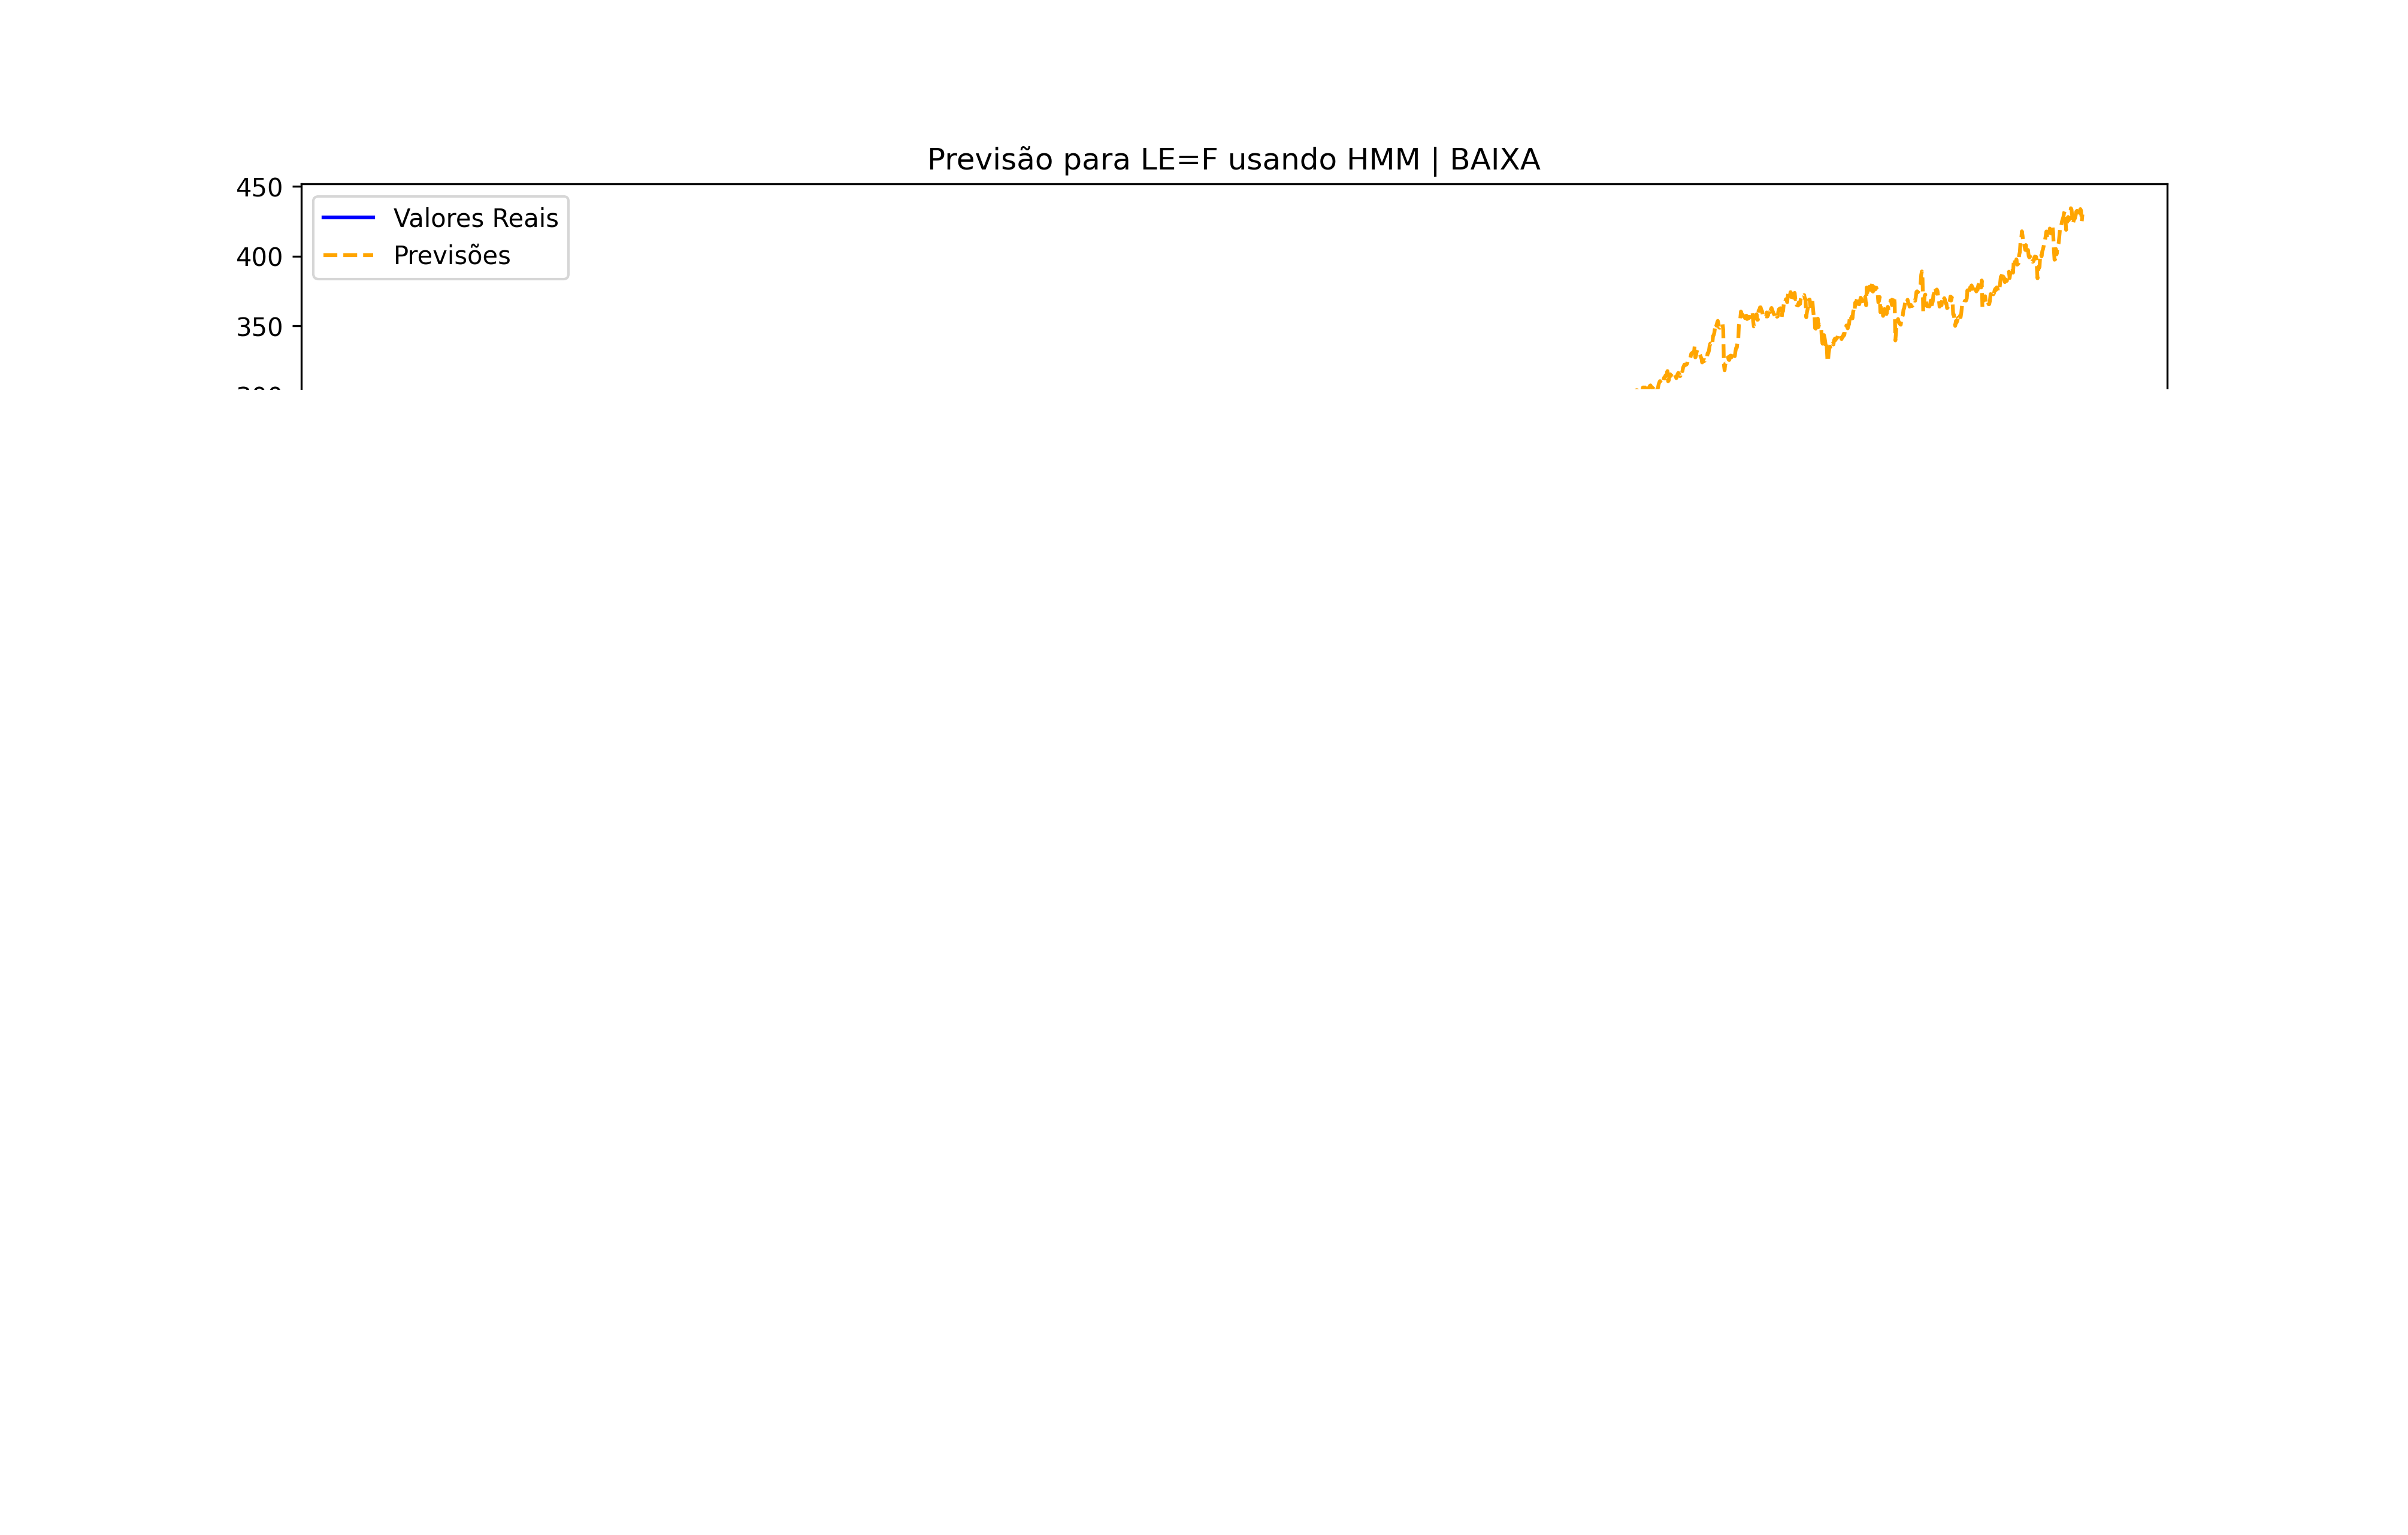 Previsão para LE=F usando HMM | BAIXA
450
Valores Reais
400
Previsões
350